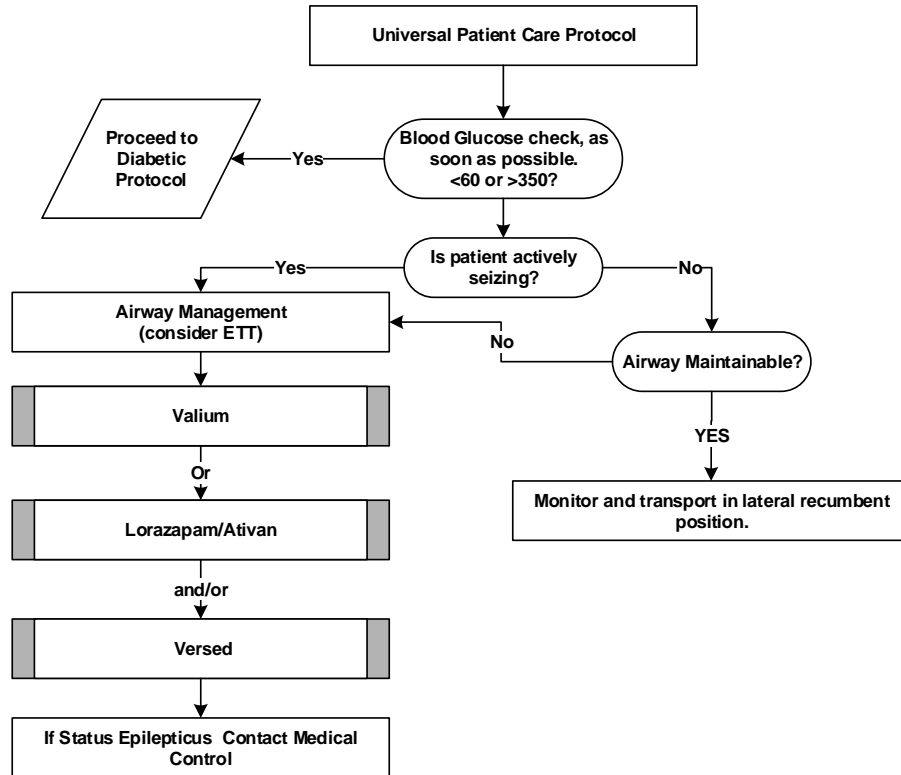 Universal Patient Care Protocol
Blood Glucose check, as
soon as possible.
<60 or >350?
Yes
Proceed to
Diabetic
Protocol
Is patient actively
seizing?
Yes
No
Airway Management
(consider ETT)
No
Airway Maintainable?
Valium
YES
Or
Monitor and transport in lateral recumbent
position.
Lorazapam/Ativan
and/or
Versed
If Status Epilepticus Contact Medical
Control